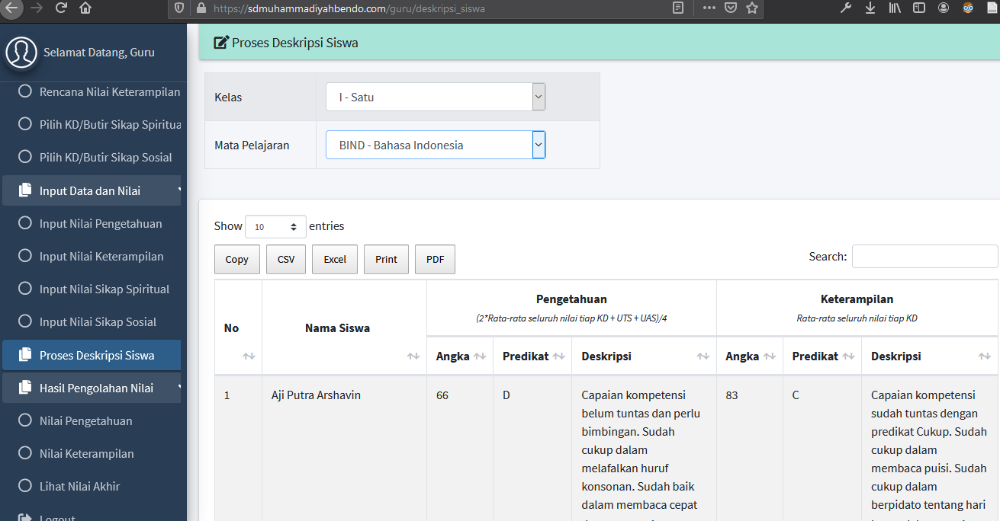 https://sdmuhammadiyahbendo.com/guru/deskripsi_siswa
Selamat Datang, Guru
Rencana Nilai Keterampilan
Pilih KD/Butir Sikap Spiritua
Pilih KD/Butir Sikap Sosial
Input Data dan Nilai
Input Nilai Pengetahuan
Input Nilai Keterampilan
Input Nilai Sikap Spiritual
Input Nilai Sikap Sosial
Proses Deskripsi Siswa
Hasil Pengolahan Nilai
Nilai Pengetahuan
Nilai Keterampilan
Lihat Nilai Akhir
Logout
Proses Deskripsi Siswa
Kelas
I - Satu
Mata Pelajaran
BIND - Bahasa Indonesia
Show 10 entries
Copy CSV Excel Print PDF
Search:
No
Nama Siswa
Pengetahuan
(2*Rata-rata seluruh nilai tiap KD + UTS + UAS)/4
Keterampilan
Rata-rata seluruh nilai tiap KD
Angka Predikat Deskripsi Angka Predikat Deskripsi
1
Aji Putra Arshavin
66
D
Capaian kompetensi
belum tuntas dan perlu
bimbingan. Sudah
cukup dalam
melafalkan huruf
konsonan. Sudah baik
dalam membaca cepat
83
C
Capaian kompetensi
sudah tuntas dengan
predikat Cukup. Sudah
cukup dalam
membaca puisi. Sudah
cukup dalam
berpidato tentang hari